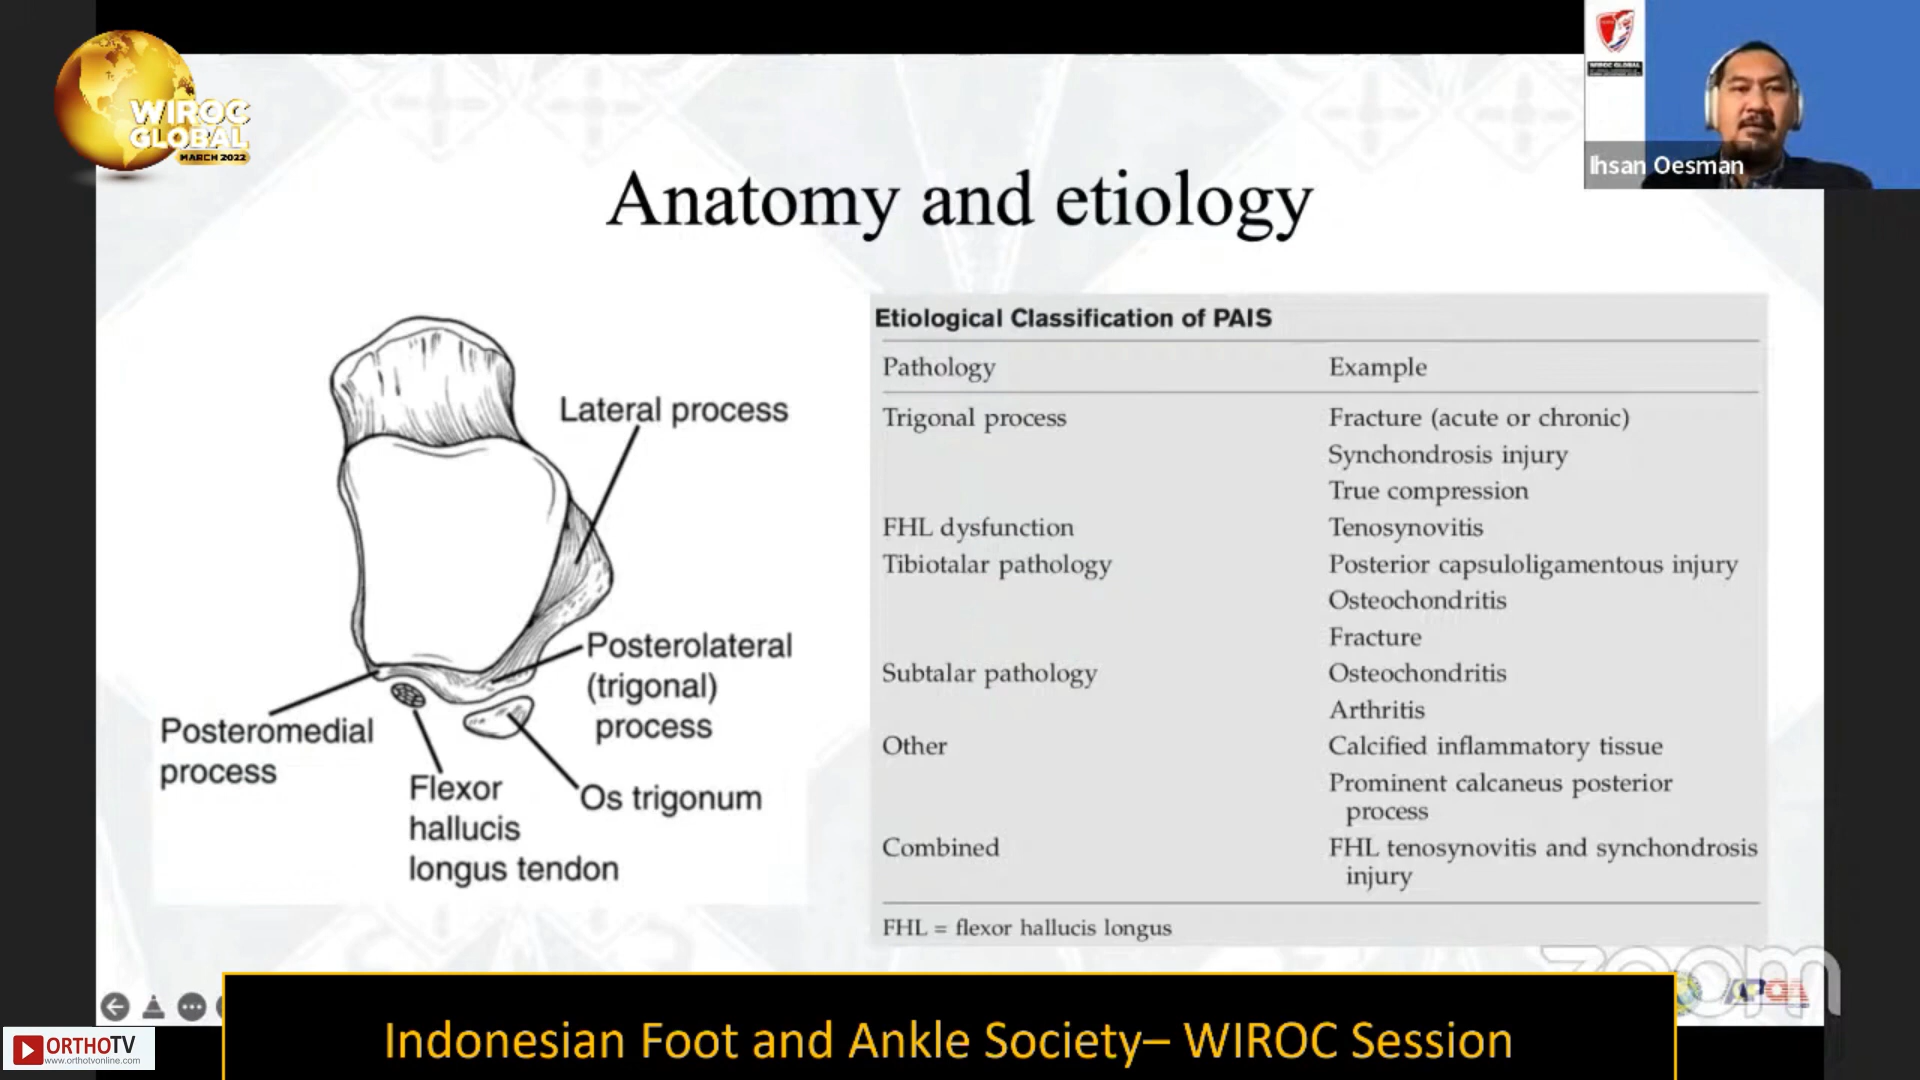 WIROC
GLOBAL
MARCH 2022
WIROC GLOBAL
Ihsan Oesman
Anatomy and etiology
Lateral process
Posterolateral
(trigonal)
process
Posteromedial
process
Flexor
hallucis
longus tendon
Os trigonum
Etiological Classification of PAIS
Pathology Example
Trigonal process Fracture (acute or chronic)
Synchondrosis injury
True compression
FHL dysfunction Tenosynovitis
Tibiotalar pathology Posterior capsuloligamentous injury
Osteochondritis
Fracture
Subtalar pathology Osteochondritis
Arthritis
Other Calcified inflammatory tissue
Prominent calcaneus posterior
process
Combined FHL tenosynovitis and synchondrosis
injury
FHL = flexor hallucis longus
zoom
ORTHOTV
www.orthotvonline.com
Indonesian Foot and Ankle Society– WIROC Session